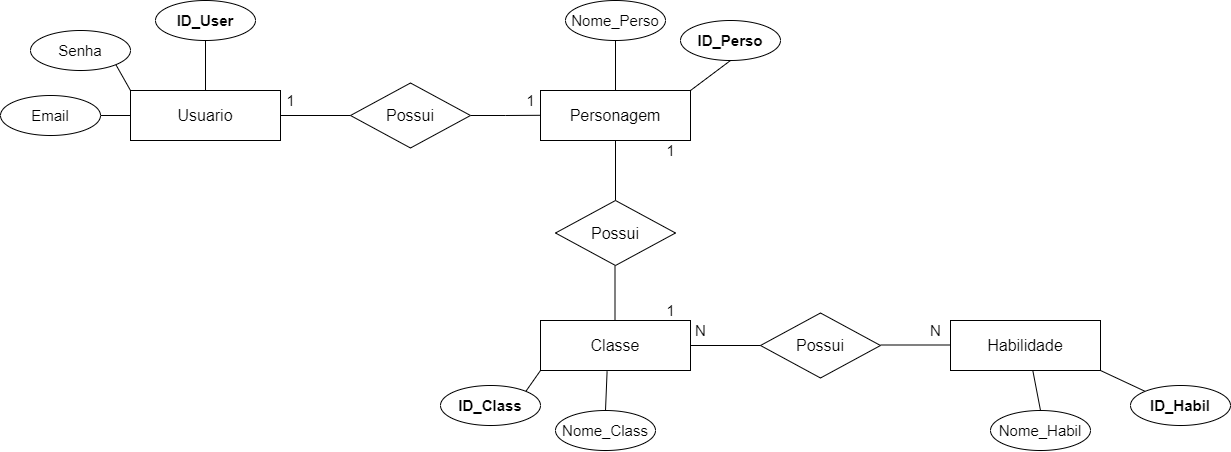 ID_User
Nome_Perso
ID_Perso
Senha
Email
Usuario
1
Possui
1
Personagem
1
Possui
1
Classe
N
Possui
N
Habilidade
ID_Class
Nome_Class
Nome_Habil
ID_Habil